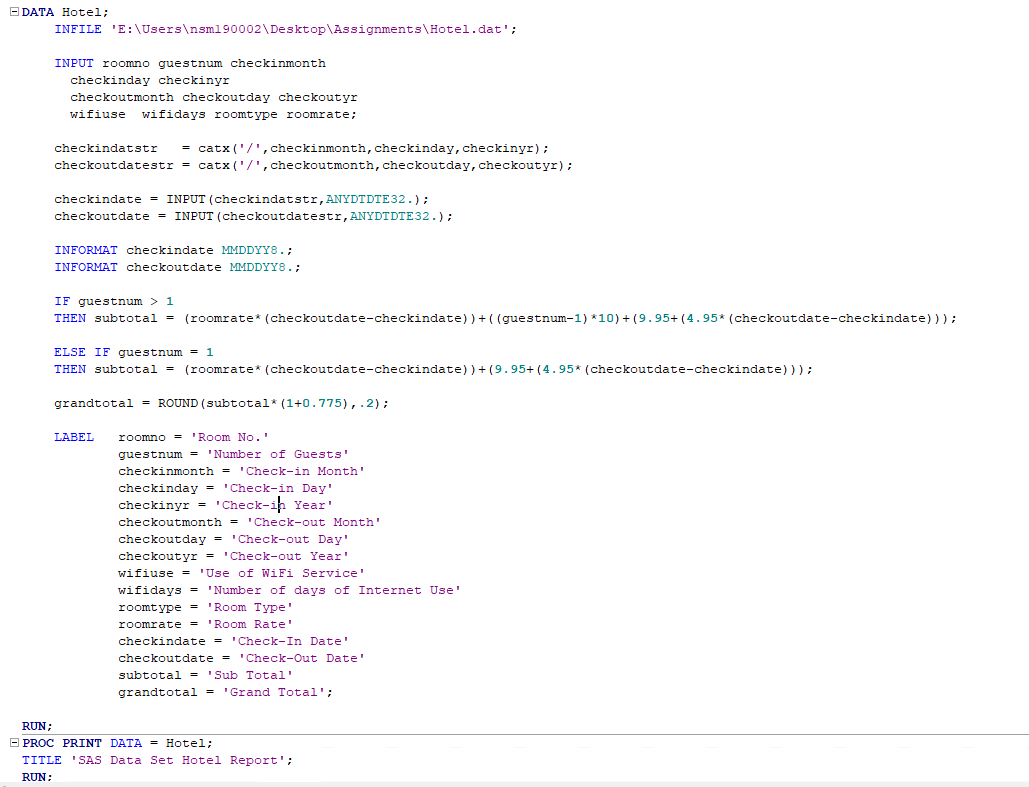 DATA Hotel;
INFILE 'E:\Users\nsm190002\Desktop\Assignments\Hotel.dat';
INPUT roomno guestnum checkinmonth
checkinday checkinyr
checkoutmonth checkoutday checkoutyr
wifiuse  wifidays roomtype roomrate;
checkindatstr   = catx('/',checkinmonth,checkinday,checkinyr);
checkoutdatestr = catx('/',checkoutmonth,checkoutday,checkoutyr);
checkindate = INPUT(checkindatstr,ANYDTDTE32.);
checkoutdate = INPUT(checkoutdatestr,ANYDTDTE32.);
INFORMAT checkindate MMDDYY8.;
INFORMAT checkoutdate MMDDYY8.;
IF guestnum > 1
THEN subtotal = (roomrate*(checkoutdate-checkindate))+((guestnum-1)*10)+(9.95+(4.95*(checkoutdate-checkindate)));
ELSE IF guestnum = 1
THEN subtotal = (roomrate*(checkoutdate-checkindate))+(9.95+(4.95*(checkoutdate-checkindate)));
grandtotal = ROUND(subtotal*(1+0.775),.2);
LABEL   roomno = 'Room No.'
guestnum = 'Number of Guests'
checkinmonth = 'Check-in Month'
checkinday = 'Check-in Day'
checkinyr = 'Check-in Year'
checkoutmonth = 'Check-out Month'
checkoutday = 'Check-out Day'
checkoutyr = 'Check-out Year'
wifiuse = 'Use of WiFi Service'
wifidays = 'Number of days of Internet Use'
roomtype = 'Room Type'
roomrate = 'Room Rate'
checkindate = 'Check-In Date'
checkoutdate = 'Check-Out Date'
subtotal = 'Sub Total'
grandtotal = 'Grand Total';
RUN;
PROC PRINT DATA = Hotel;
TITLE 'SAS Data Set Hotel Report';
RUN;